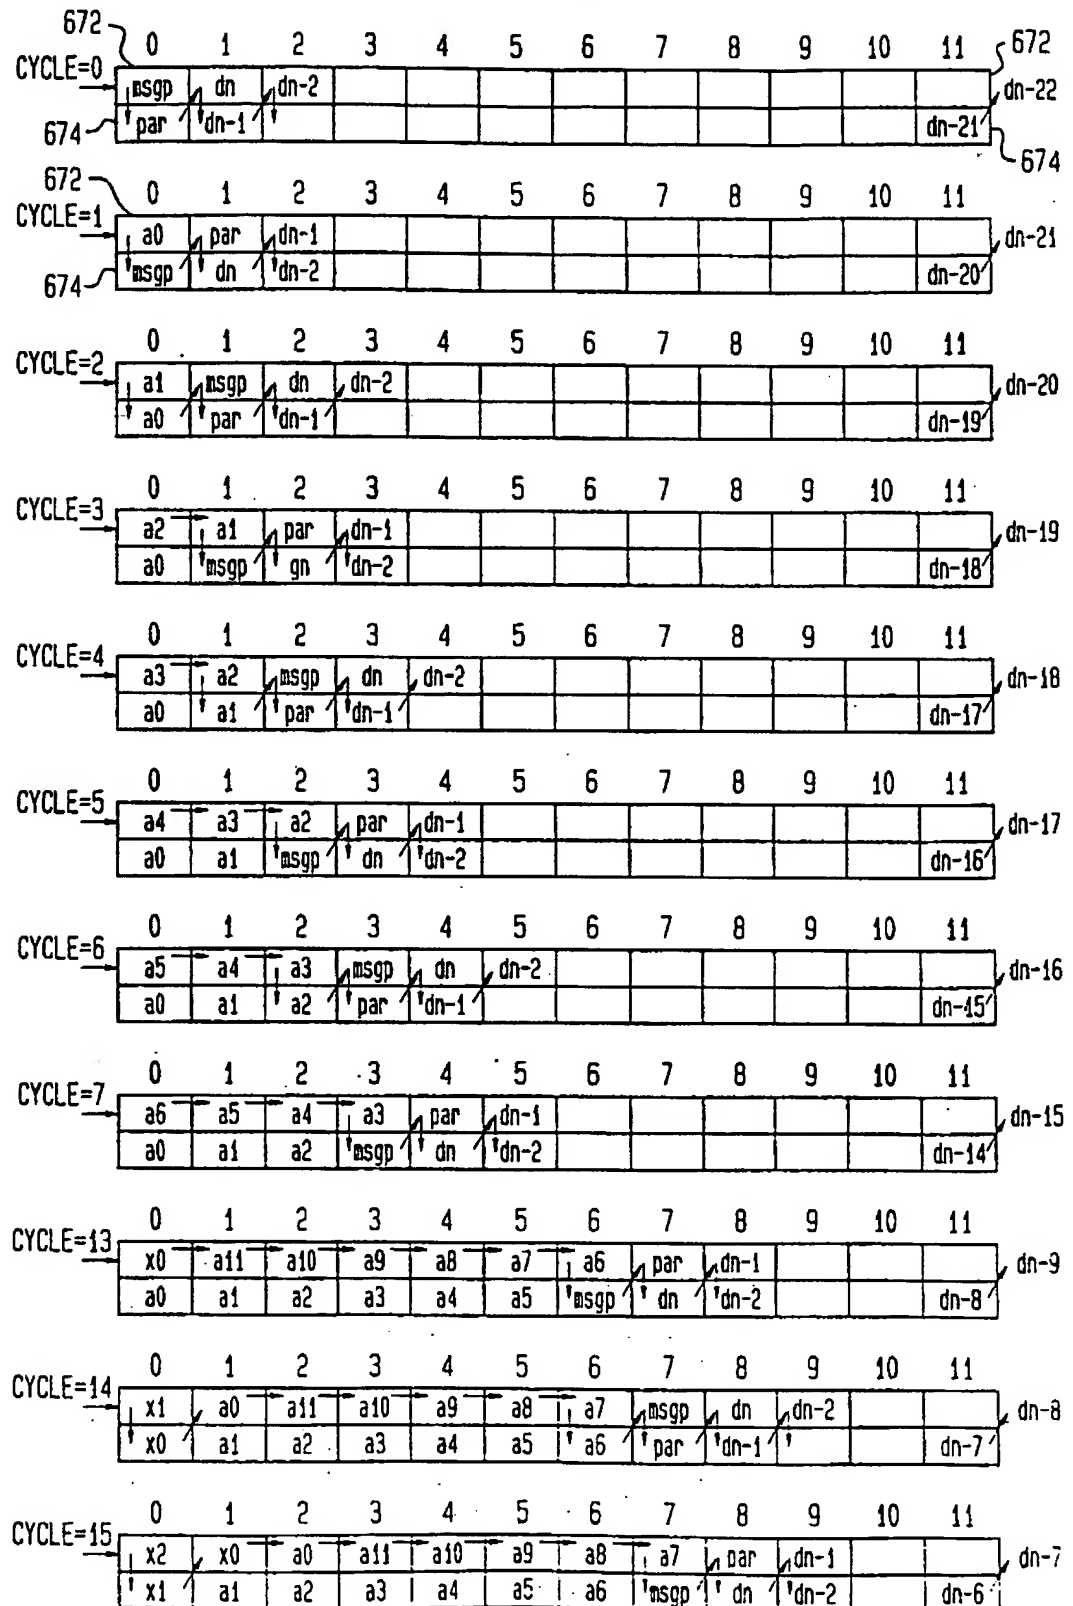 672
0 1 2 3 4 5 6 7 8 9 10 11
672
CYCLE=0
msgp dn dn-2
dn-22
674
par dn-1 dn-21
674
672
0 1 2 3 4 5 6 7 8 9 10 11
CYCLE=1
a0 par dn-1
dn-21
674
msgp dn dn-2 dn-20
0 1 2 3 4 5 6 7 8 9 10 11
CYCLE=2
a1 msgp dn dn-2
dn-20
a0 par dn-1 dn-19
0 1 2 3 4 5 6 7 8 9 10 11
CYCLE=3
a2 a1 par dn-1
dn-19
a0 msgp gn dn-2 dn-18
0 1 2 3 4 5 6 7 8 9 10 11
CYCLE=4
a3 a2 msgp dn dn-2
dn-18
a0 a1 par dn-1 dn-17
0 1 2 3 4 5 6 7 8 9 10 11
CYCLE=5
a4 a3 a2 par dn-1
dn-17
a0 a1 msgp dn dn-2 dn-16
0 1 2 3 4 5 6 7 8 9 10 11
CYCLE=6
a5 a4 a3 msgp dn dn-2
dn-16
a0 a1 a2 par dn-1 dn-15
0 1 2 3 4 5 6 7 8 9 10 11
CYCLE=7
a6 a5 a4 a3 par dn-1
dn-15
a0 a1 a2 msgp dn dn-2 dn-14
0 1 2 3 4 5 6 7 8 9 10 11
CYCLE=13
x0 a11 a10 a9 a8 a7 a6 par dn-1
dn-9
a0 a1 a2 a3 a4 a5 msgp dn dn-2 dn-8
0 1 2 3 4 5 6 7 8 9 10 11
CYCLE=14
x1 a0 a11 a10 a9 a8 a7 msgp dn dn-2
dn-8
x0 a1 a2 a3 a4 a5 a6 par dn-1 dn-7
0 1 2 3 4 5 6 7 8 9 10 11
CYCLE=15
x2 x0 a0 a11 a10 a9 a8 a7 par dn-1
dn-7
x1 a1 a2 a3 a4 a5 a6 msgp dn dn-2 dn-6